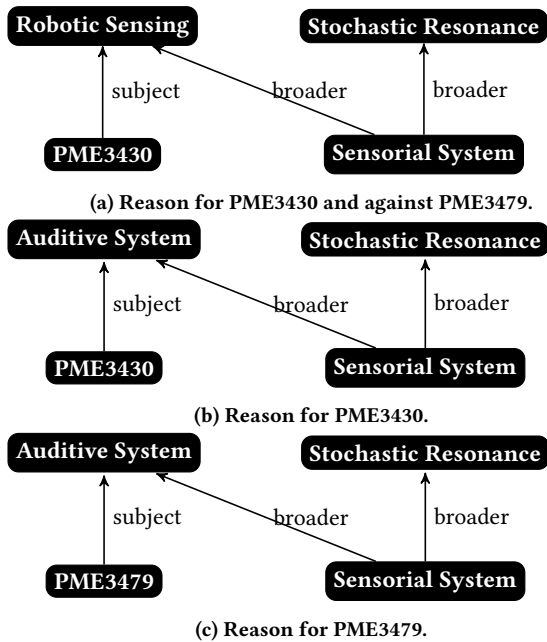 Robotic Sensing Stochastic Resonance
subject broader broader
PME3430 Sensorial System
(a) Reason for PME3430 and against PME3479.
Auditive System Stochastic Resonance
subject broader broader
PME3430 Sensorial System
(b) Reason for PME3430.
Auditive System Stochastic Resonance
subject broader broader
PME3479 Sensorial System
(c) Reason for PME3479.